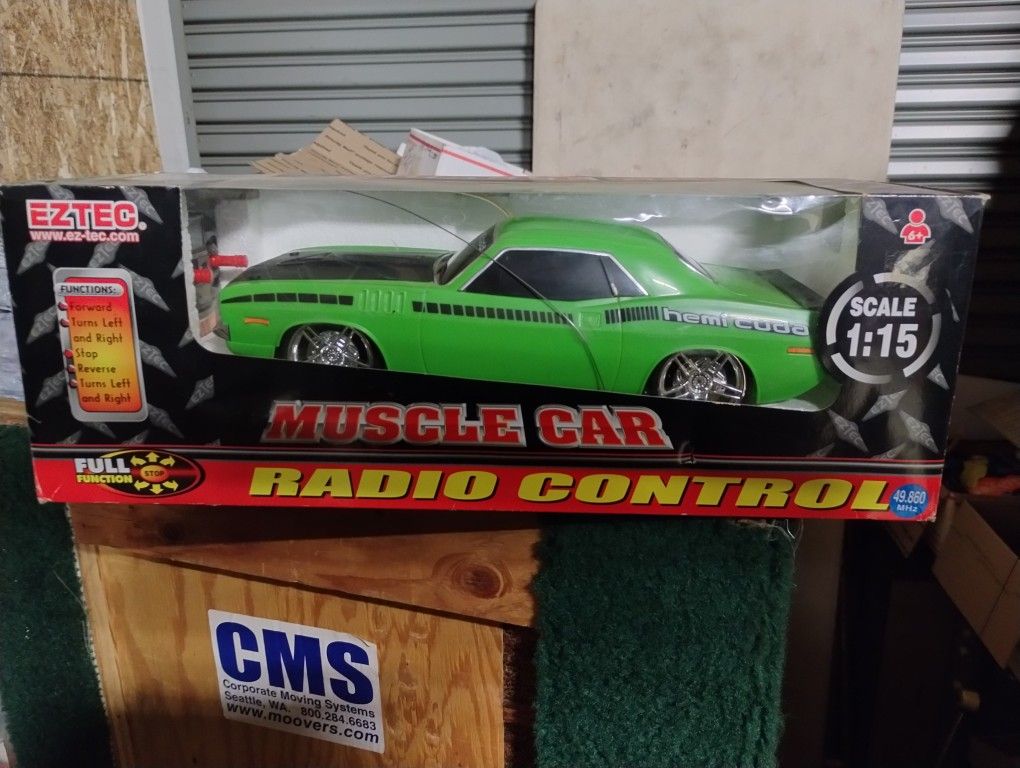 EZTEC®
www.ez-tec.com
6+
FUNCTIONS:
Forward
Turns Left
and Right
Stop
Reverse
Turns Left
and Right
hemi cuda
SCALE
1:15
MUSCLE CAR
FULL
FUNCTION
STOP
RADIO CONTROL
49.860
MHz
CMS
Corporate Moving Systems
Seattle, WA. 800.284.6683
www.moovers.com